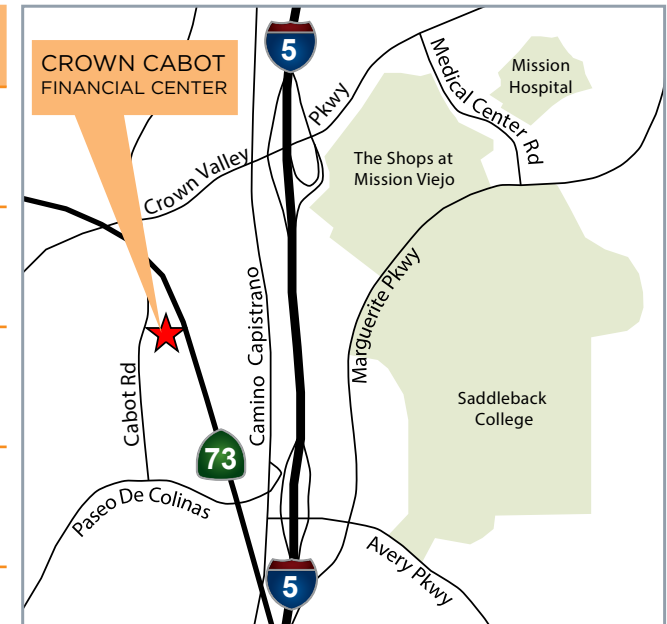 CROWN CABOT
FINANCIAL CENTER
5
Crown Valley
Pkwy
Medical Center Rd
Mission
Hospital
The Shops at
Mission Viejo
Camino Capistrano
Marguerite Pkwy
Cabot Rd
73
Saddleback
College
Paseo De Colinas
Avery Pkwy
5